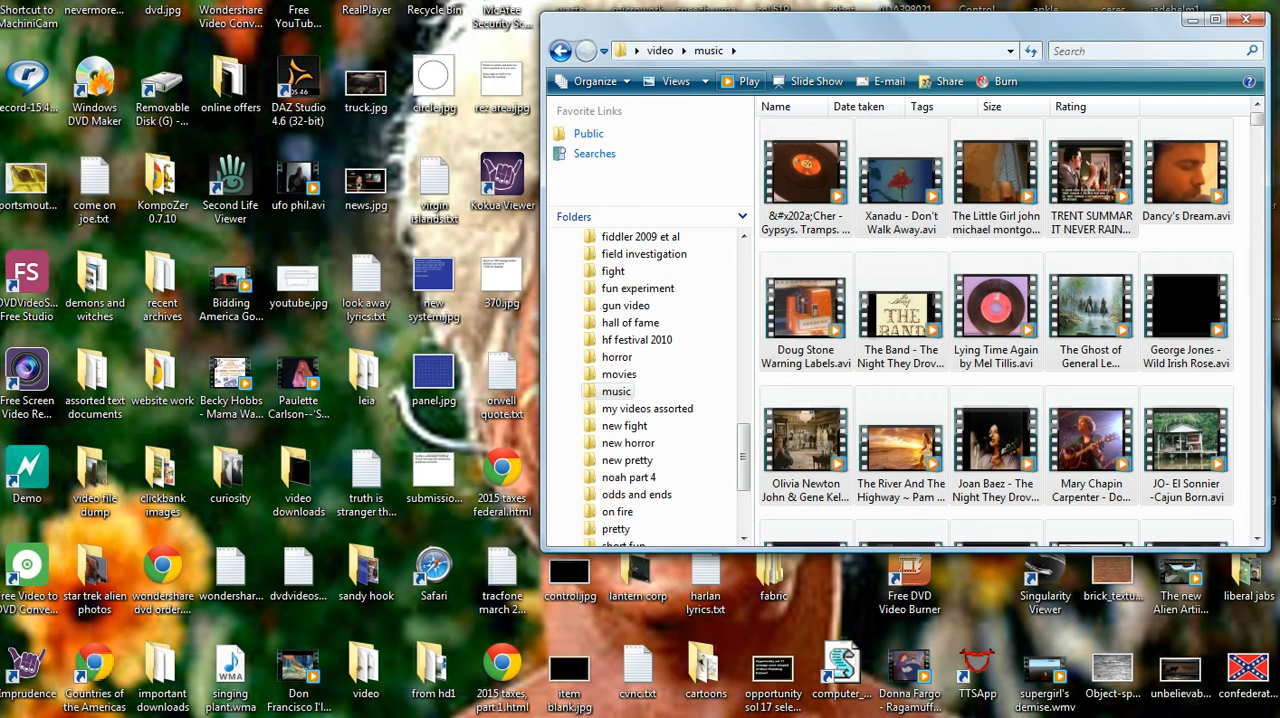 Shortcut to MachiniCam
nevermore...
dvd.jpg
Wondershare Video Conv...
Free YouTu...
RealPlayer
Recycle Bin
McAfee Security Sc...
ecord-15.4...
Windows DVD Maker
Removable Disk (G) -...
online offers
DAZ Studio 4.6 (32-bit)
truck.jpg
circle.jpg
rez area.jpg
portsmout...
come on joe.txt
KompoZer 0.7.10
Second Life Viewer
ufo phil.avi
news.jpg
virgin islands.txt
Kokua Viewer
FS
DVDVideoS... Free Studio
demons and witches
recent archives
Bidding America Go...
youtube.jpg
look away lyrics.txt
new system.jpg
370.jpg
Free Screen Video Re...
assorted text documents
website work
Becky Hobbs - Mama Wa...
Paulette Carlson--'S...
leia
panel.jpg
orwell quote.txt
Demo
video file dump
clickbank images
curiosity
video downloads
truth is stranger th...
submissio...
2015 taxes federal.html
Free Video to DVD Conve...
star trek alien photos
wondershare dvd order....
wondershar...
dvdvideos...
sandy hook
Safari
tracfone march 2...
control.jpg
lantern corp
harlan lyrics.txt
fabric
Free DVD Video Burner
Singularity Viewer
brick_textu...
The new Alien Artii...
liberal jabs
Imprudence
Countries of the Americas
important downloads
WMA
singing plant.wma
Don Francisco I'l...
video
from hd1
2015 taxes, part 1.html
item blank.jpg
cvnc.txt
cartoons
opportunity sol 17 sele...
computer_...
Donna Fargo - Ragamuff...
TTSApp
supergirl's demise.wmv
Object-sp...
unbelievab...
confederat...
video
music
Search
Organize
Views
Play
Slide Show
E-mail
Share
Burn
Favorite Links
Public
Searches
Folders
fiddler 2009 et al
field investigation
fight
fun experiment
gun video
hall of fame
hf festival 2010
horror
movies
music
my videos assorted
new fight
new horror
new pretty
noah part 4
odds and ends
on fire
pretty
short fun
Name
Date taken
Tags
Size
Rating
&#x202a;Cher - Gypsys. Tramps. ...
Xanadu - Don't Walk Away.avi
The Little Girl john michael montgo...
TRENT SUMMAR IT NEVER RAIN...
Dancy's Dream.avi
Doug Stone Warning Labels.avi
The Band - The Night They Drov...
Lying Time Again by Mel Tillis.avi
The Ghost of General Le...
George Jones - Wild Irish Rose.avi
Olivia Newton John & Gene Kel...
The River And The Highway ~ Pam ...
Joan Baez - The Night They Drov...
Mary Chapin Carpenter - Do...
JO- El Sonnier -Cajun Born.avi